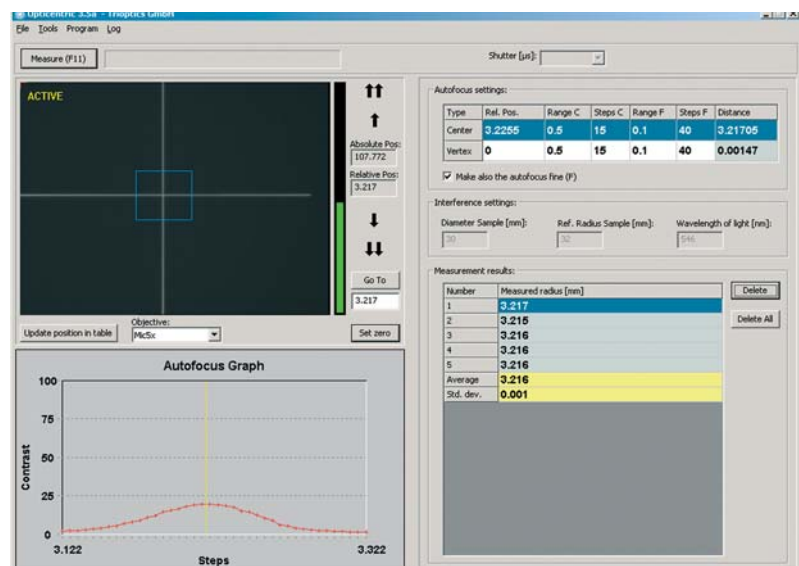 Opticentric 3.5a - Trioptics GmbH
File Tools Program Log
Measure (F11)
Shutter [µs]:
ACTIVE
Absolute Pos:
107.772
Relative Pos:
3.217
Go To
3.217
Update position in table
Objective:
Mic5x
Set zero
Autofocus Graph
100
75
50
25
0
Contrast
3.122
3.322
Steps
Autofocus settings:
Type Rel. Pos. Range C Steps C Range F Steps F Distance
Center 3.2255 0.5 15 0.1 40 3.21705
Vertex 0 0.5 15 0.1 40 0.00147
Make also the autofocus fine (F)
Interference settings:
Diameter Sample [mm]: Ref. Radius Sample [mm]: Wavelength of light [nm]:
30 32 546
Measurement results:
Number Measured radius [mm]
1 3.217
2 3.215
3 3.216
4 3.216
5 3.216
Average 3.216
Std. dev. 0.001
Delete
Delete All